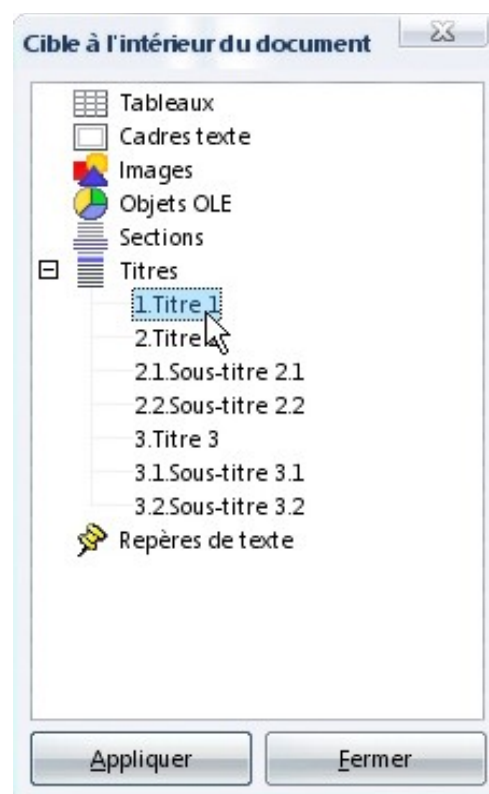 Cible à l'intérieur du document
Tableaux
Cadres texte
Images
Objets OLE
Sections
Titres
1.Titre 1
2.Titre
2.1.Sous-titre 2.1
2.2.Sous-titre 2.2
3.Titre 3
3.1.Sous-titre 3.1
3.2.Sous-titre 3.2
Repères de texte
Appliquer
Fermer